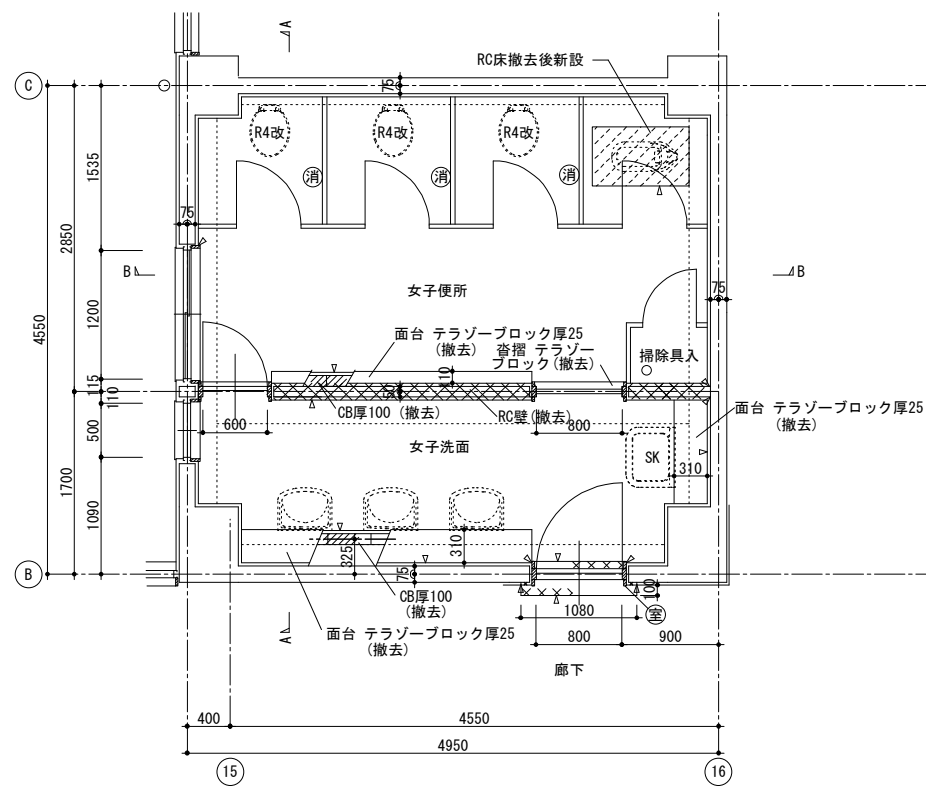 A
RC床撤去後新設
C
75
R4改
R4改
R4改
消
消
消
1535
75
2850
B
B
女子便所
75
4550
1200
面台 テラゾーブロック厚25
(撤去)
沓摺 テラゾー
ブロック(撤去)
掃除具入
115
110
110
50
CB厚100(撤去)
RC壁(撤去)
面台 テラゾーブロック厚25
(撤去)
600
800
500
女子洗面
SK
310
1700
1090
310
325
B
75
CB厚100
(撤去)
100
1080
室
面台 テラゾーブロック厚25
(撤去)
A
800
900
廊下
400
4550
4950
15
16